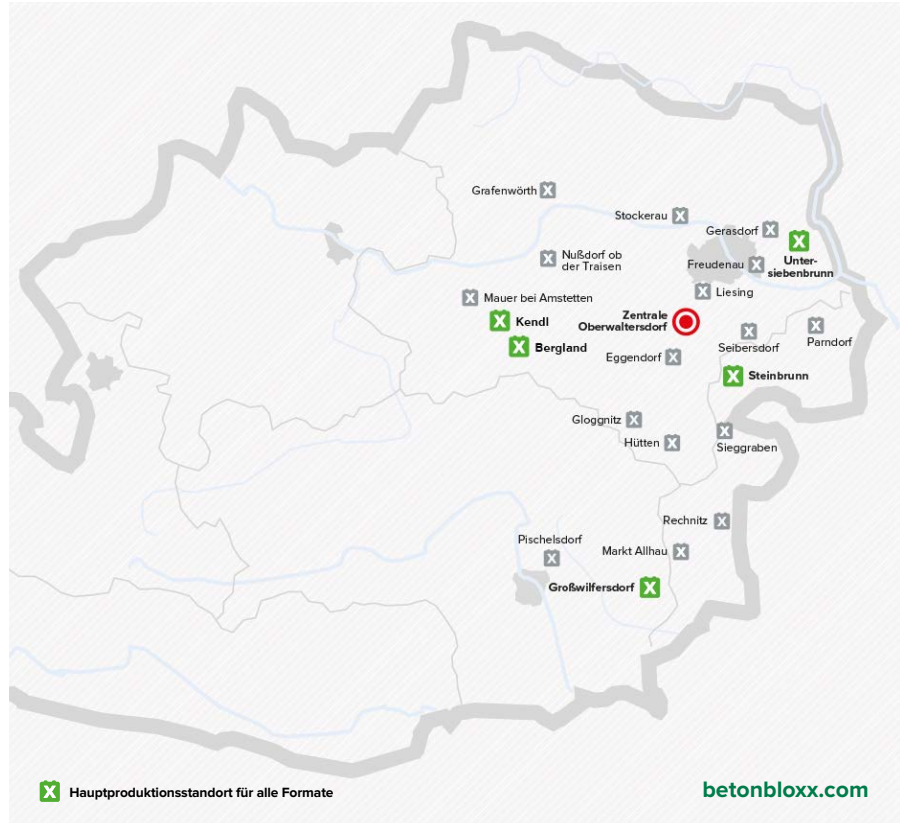 Grafenwörth
Stockerau
Gerasdorf
Unter-
siebenbrunn
Nußdorf ob
der Traisen
Freudenau
Liesing
Mauer bei Amstetten
Kendl
Zentrale
Oberwaltersdorf
Bergland
Eggendorf
Seibersdorf
Parndorf
Steinbrunn
Gloggnitz
Hütten
Sieggraben
Rechnitz
Pischelsdorf
Markt Allhau
Großwilfersdorf
Hauptproduktionsstandort für alle Formate
betonbloxx.com